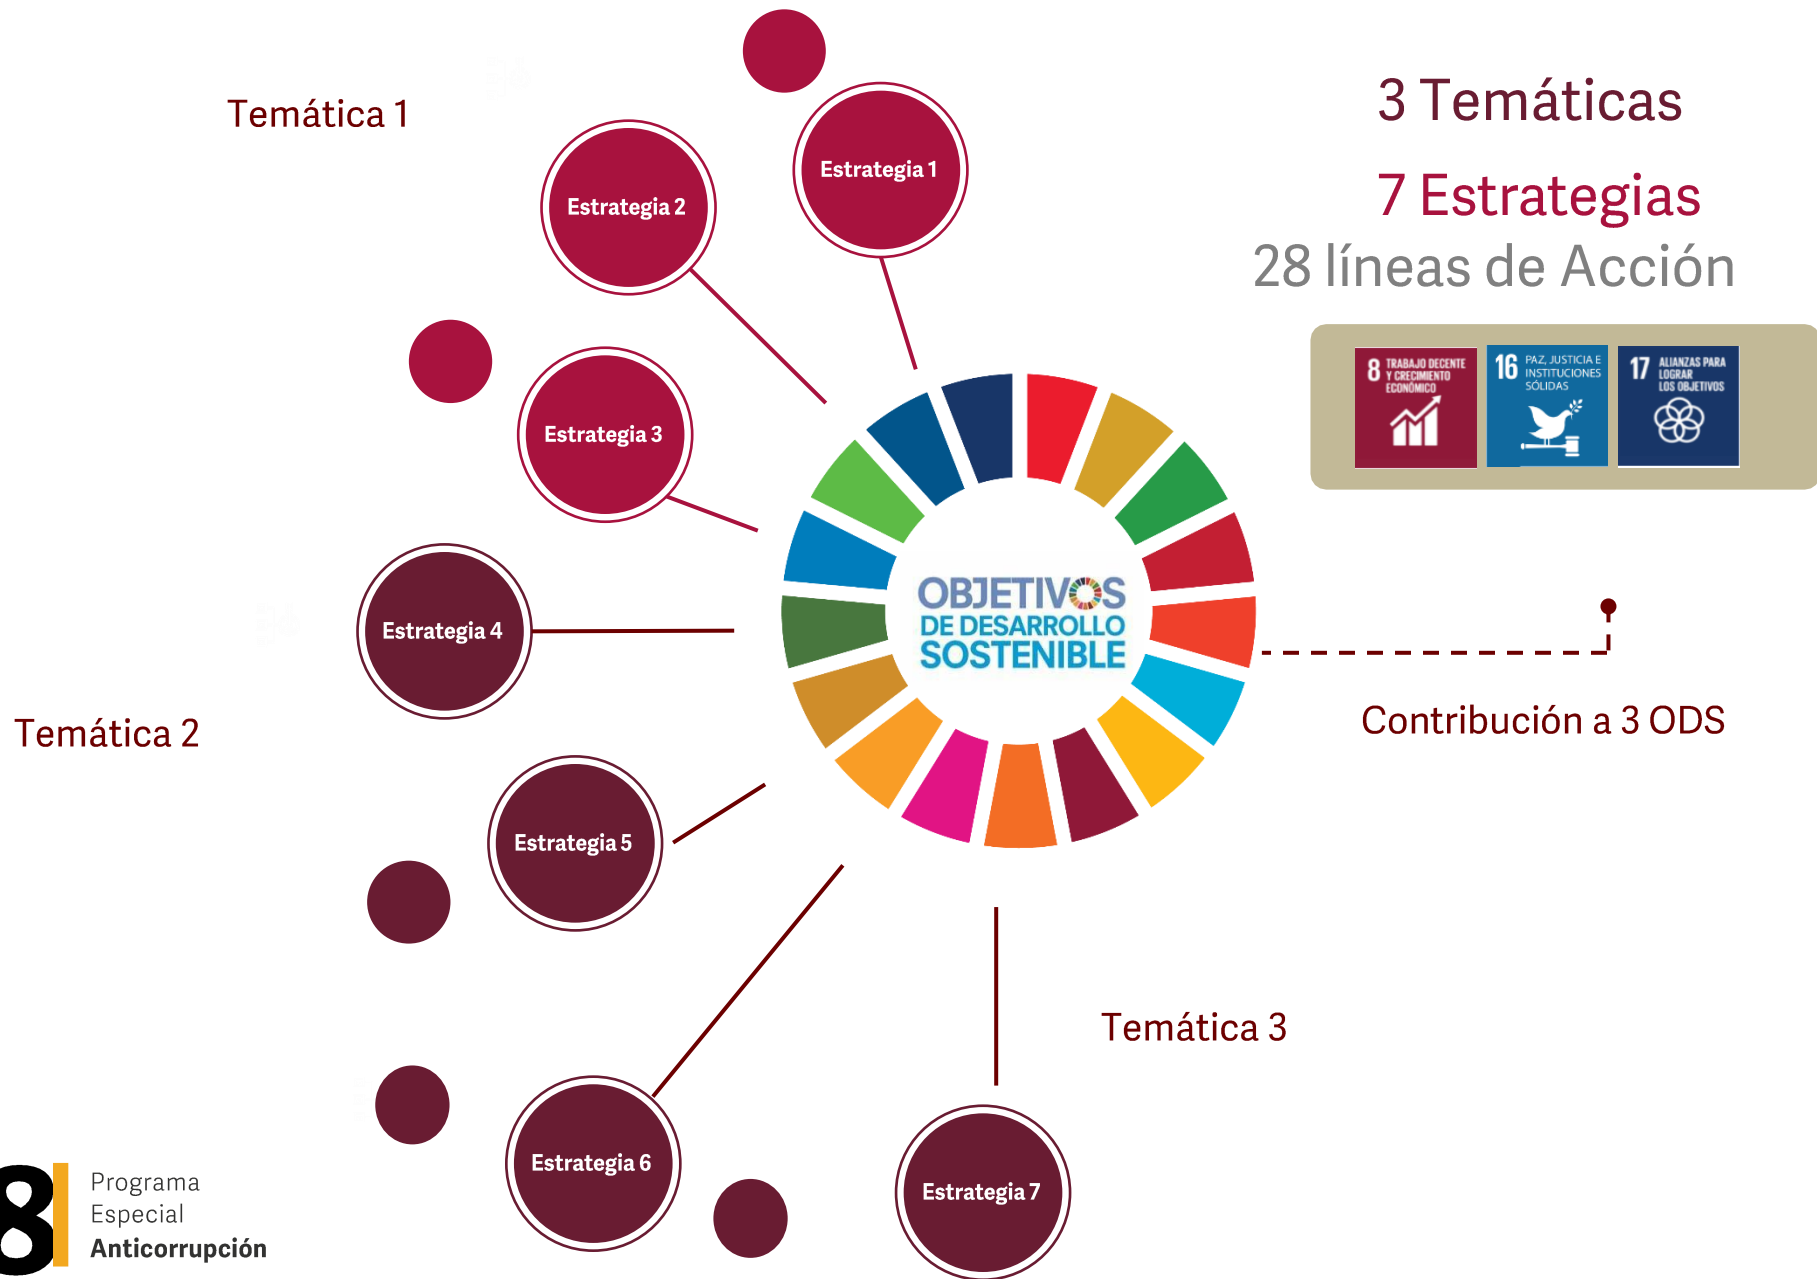 Temática 1
Estrategia 1
Estrategia 2
Estrategia 3
Estrategia 4
Temática 2
Estrategia 5
Estrategia 6
Estrategia 7
Temática 3
OBJETIVOS
DE DESARROLLO
SOSTENIBLE
3 Temáticas
7 Estrategias
28 líneas de Acción
8 TRABAJO DECENTE
Y CRECIMIENTO
ECONÓMICO
16 PAZ, JUSTICIA E
INSTITUCIONES
SÓLIDAS
17 ALIANZAS PARA
LOGRAR
LOS OBJETIVOS
Contribución a 3 ODS
8
Programa
Especial
Anticorrupción